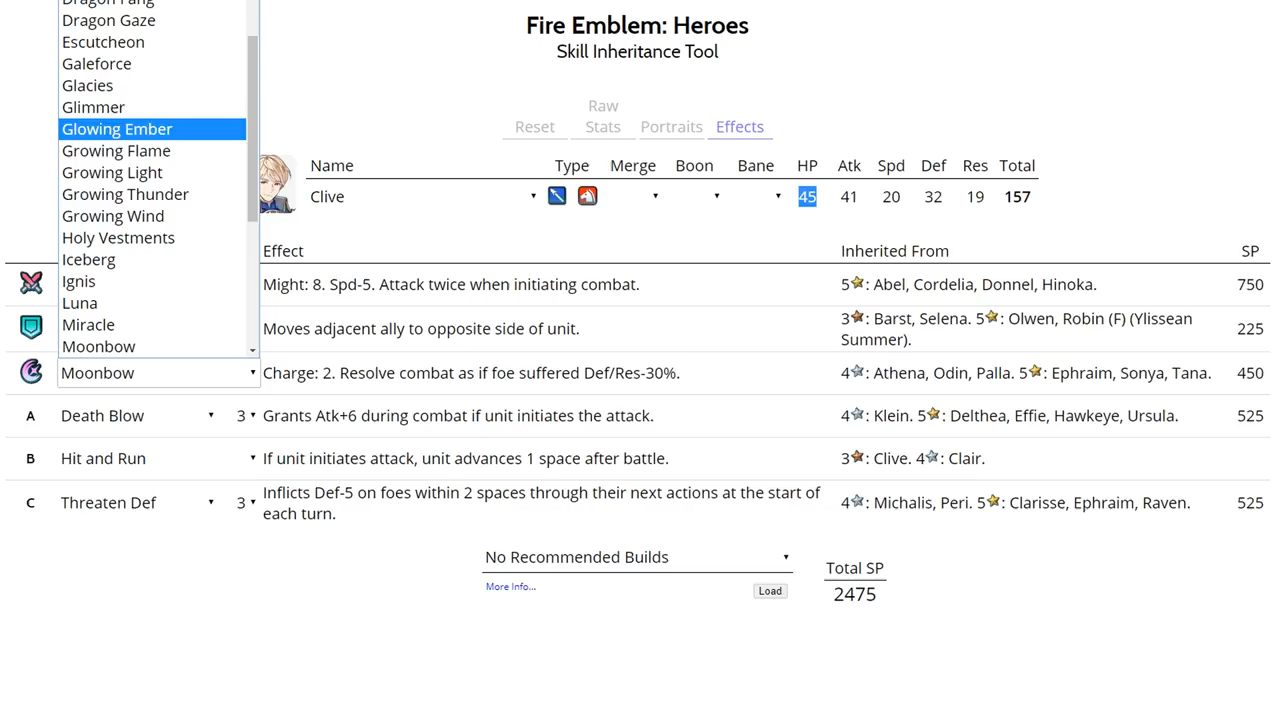 Dragon Fang
Dragon Gaze
Escutcheon
Galeforce
Glacies
Glimmer
Glowing Ember
Growing Flame
Growing Light
Growing Thunder
Growing Wind
Holy Vestments
Iceberg
Ignis
Luna
Miracle
Moonbow
Fire Emblem: Heroes
Skill Inheritance Tool
Reset Raw Stats Portraits Effects
Name Type Merge Boon Bane HP Atk Spd Def Res Total
Clive 45 41 20 32 19 157
Effect Inherited From SP
Might: 8. Spd-5. Attack twice when initiating combat. 5: Abel, Cordelia, Donnel, Hinoka. 750
Moves adjacent ally to opposite side of unit. 3: Barst, Selena. 5: Olwen, Robin (F) (Ylissean 225
Summer).
Moonbow Charge: 2. Resolve combat as if foe suffered Def/Res-30%. 4: Athena, Odin, Palla. 5: Ephraim, Sonya, Tana. 450
A Death Blow 3 Grants Atk+6 during combat if unit initiates the attack. 4: Klein. 5: Delthea, Effie, Hawkeye, Ursula. 525
B Hit and Run If unit initiates attack, unit advances 1 space after battle. 3: Clive. 4: Clair.
C Threaten Def 3 Inflicts Def-5 on foes within 2 spaces through their next actions at the start of 4: Michalis, Peri. 5: Clarisse, Ephraim, Raven. 525
each turn.
No Recommended Builds
More Info...
Load
Total SP
2475